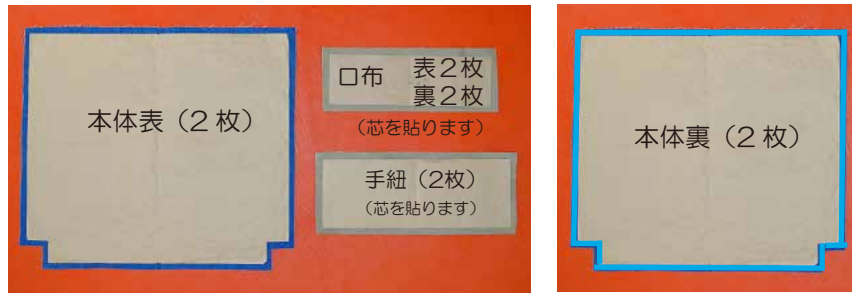 本体表（2 枚）
口布 表2枚
裏2枚
（芯を貼ります）
手紐（2枚）
（芯を貼ります）
本体裏（2 枚）